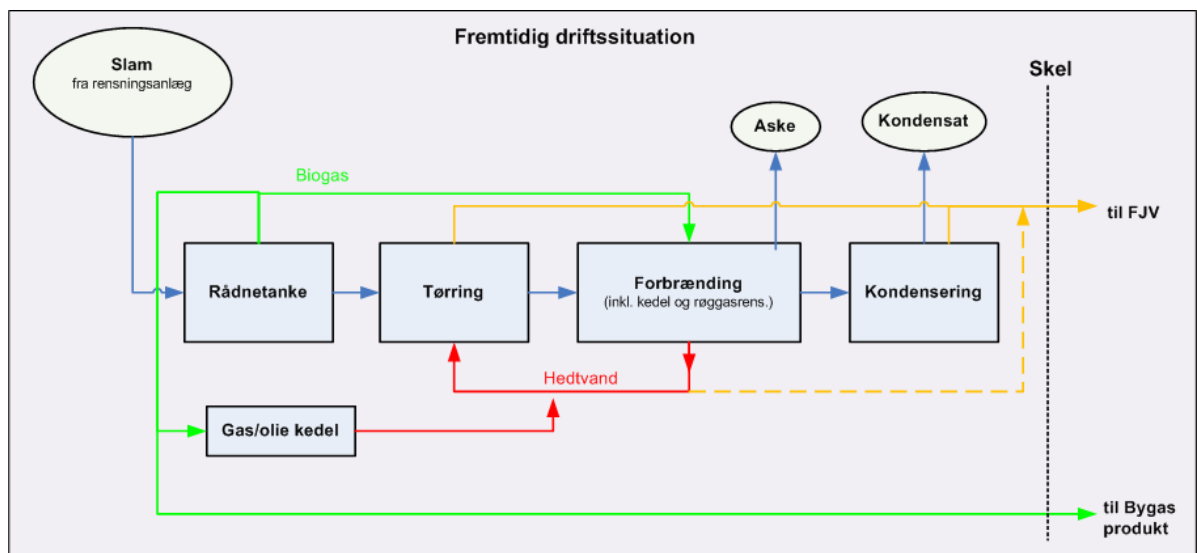 Fremtidig driftssituation
Slam
fra rensningsanlæg
Skel
Aske
Kondensat
Biogas
til FJV
Rådnetanke
Tørring
Forbrænding
(inkl. kedel og røggasrens.)
Kondensering
Hedtvand
Gas/olie kedel
til Bygas
produkt